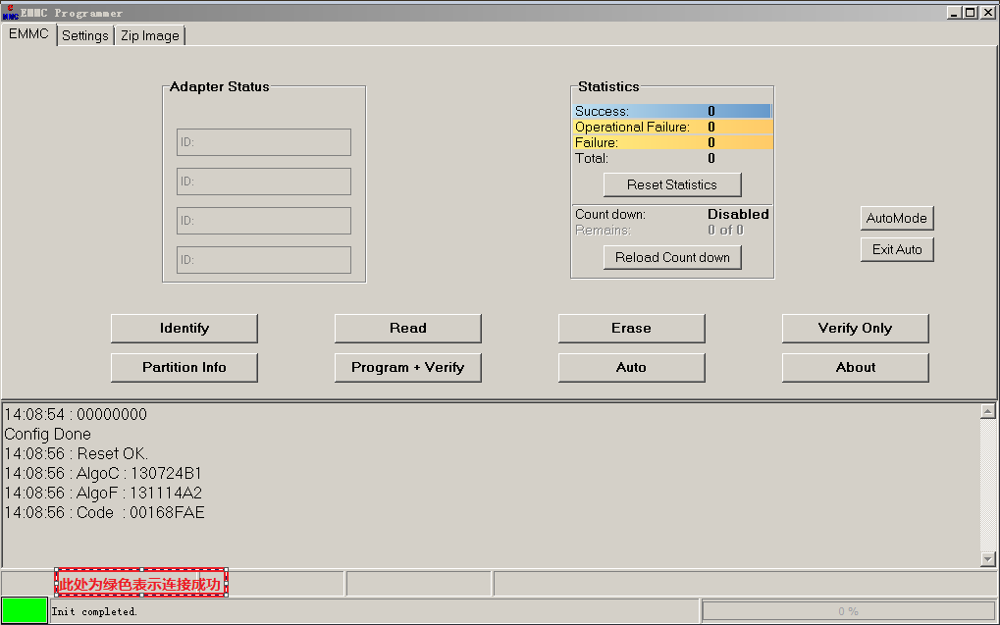 EMMC Programmer
EMMC Settings Zip Image
Adapter Status
ID:
ID:
ID:
ID:
Statistics
Success: 0
Operational Failure: 0
Failure: 0
Total: 0
Reset Statistics
Count down: Disabled
Remains: 0 of 0
Reload Count down
AutoMode
Exit Auto
Identify Read Erase Verify Only
Partition Info Program + Verify Auto About
14:08:54 : 00000000
Config Done
14:08:56 : Reset OK.
14:08:56 : AlgoC : 130724B1
14:08:56 : AlgoF : 131114A2
14:08:56 : Code : 00168FAE
此处为绿色表示连接成功
Init completed. 0 %